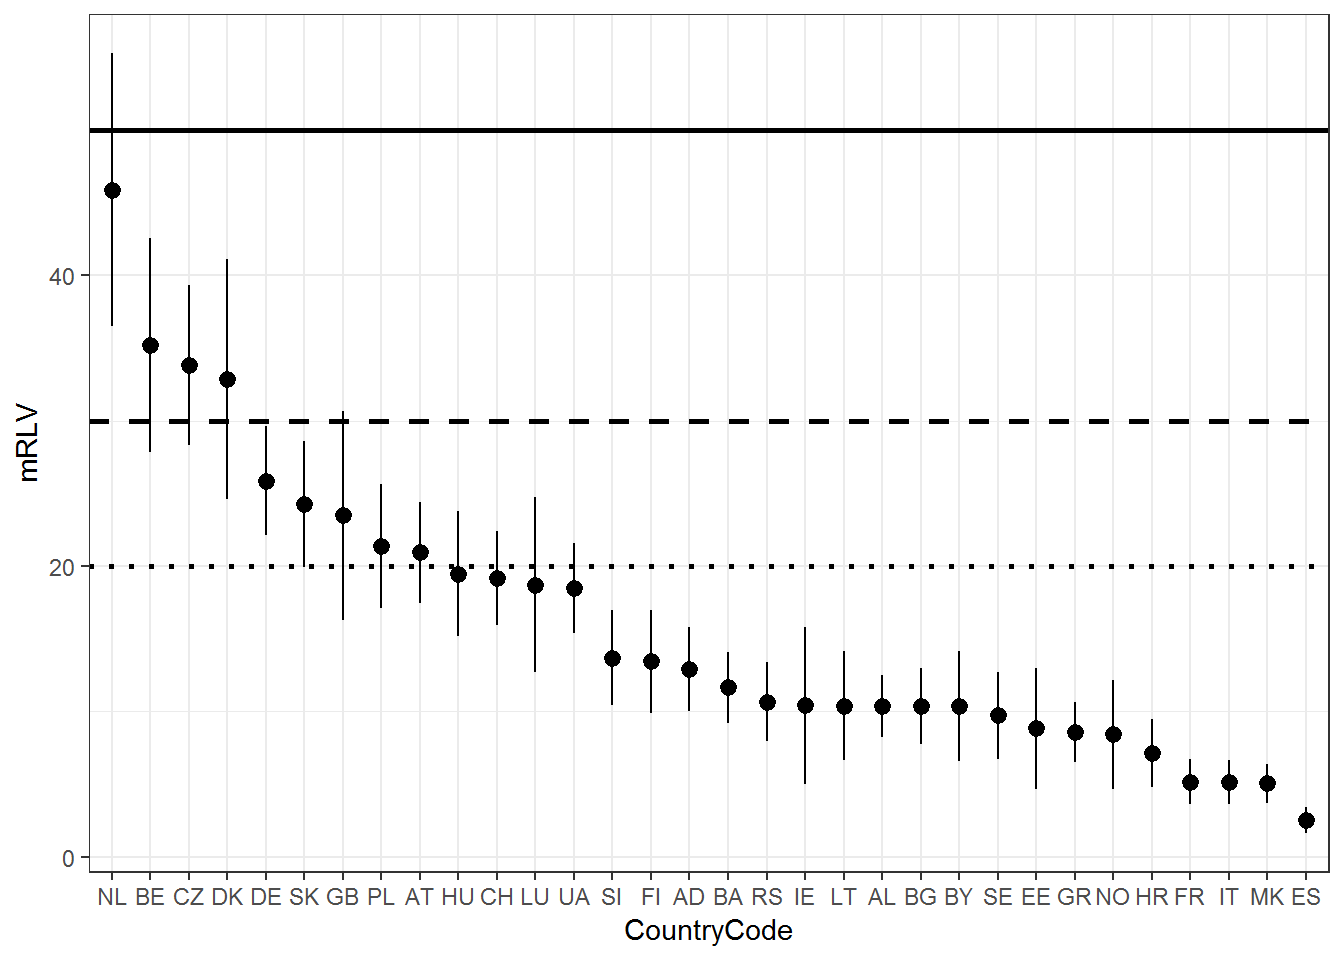 mRLV
40
20
0
NL BE CZ DK DE SK GB PL AT HU CH LU UA SI FI AD BA RS IE LT AL BG BY SE EE GR NO HR FR IT MK ES
CountryCode